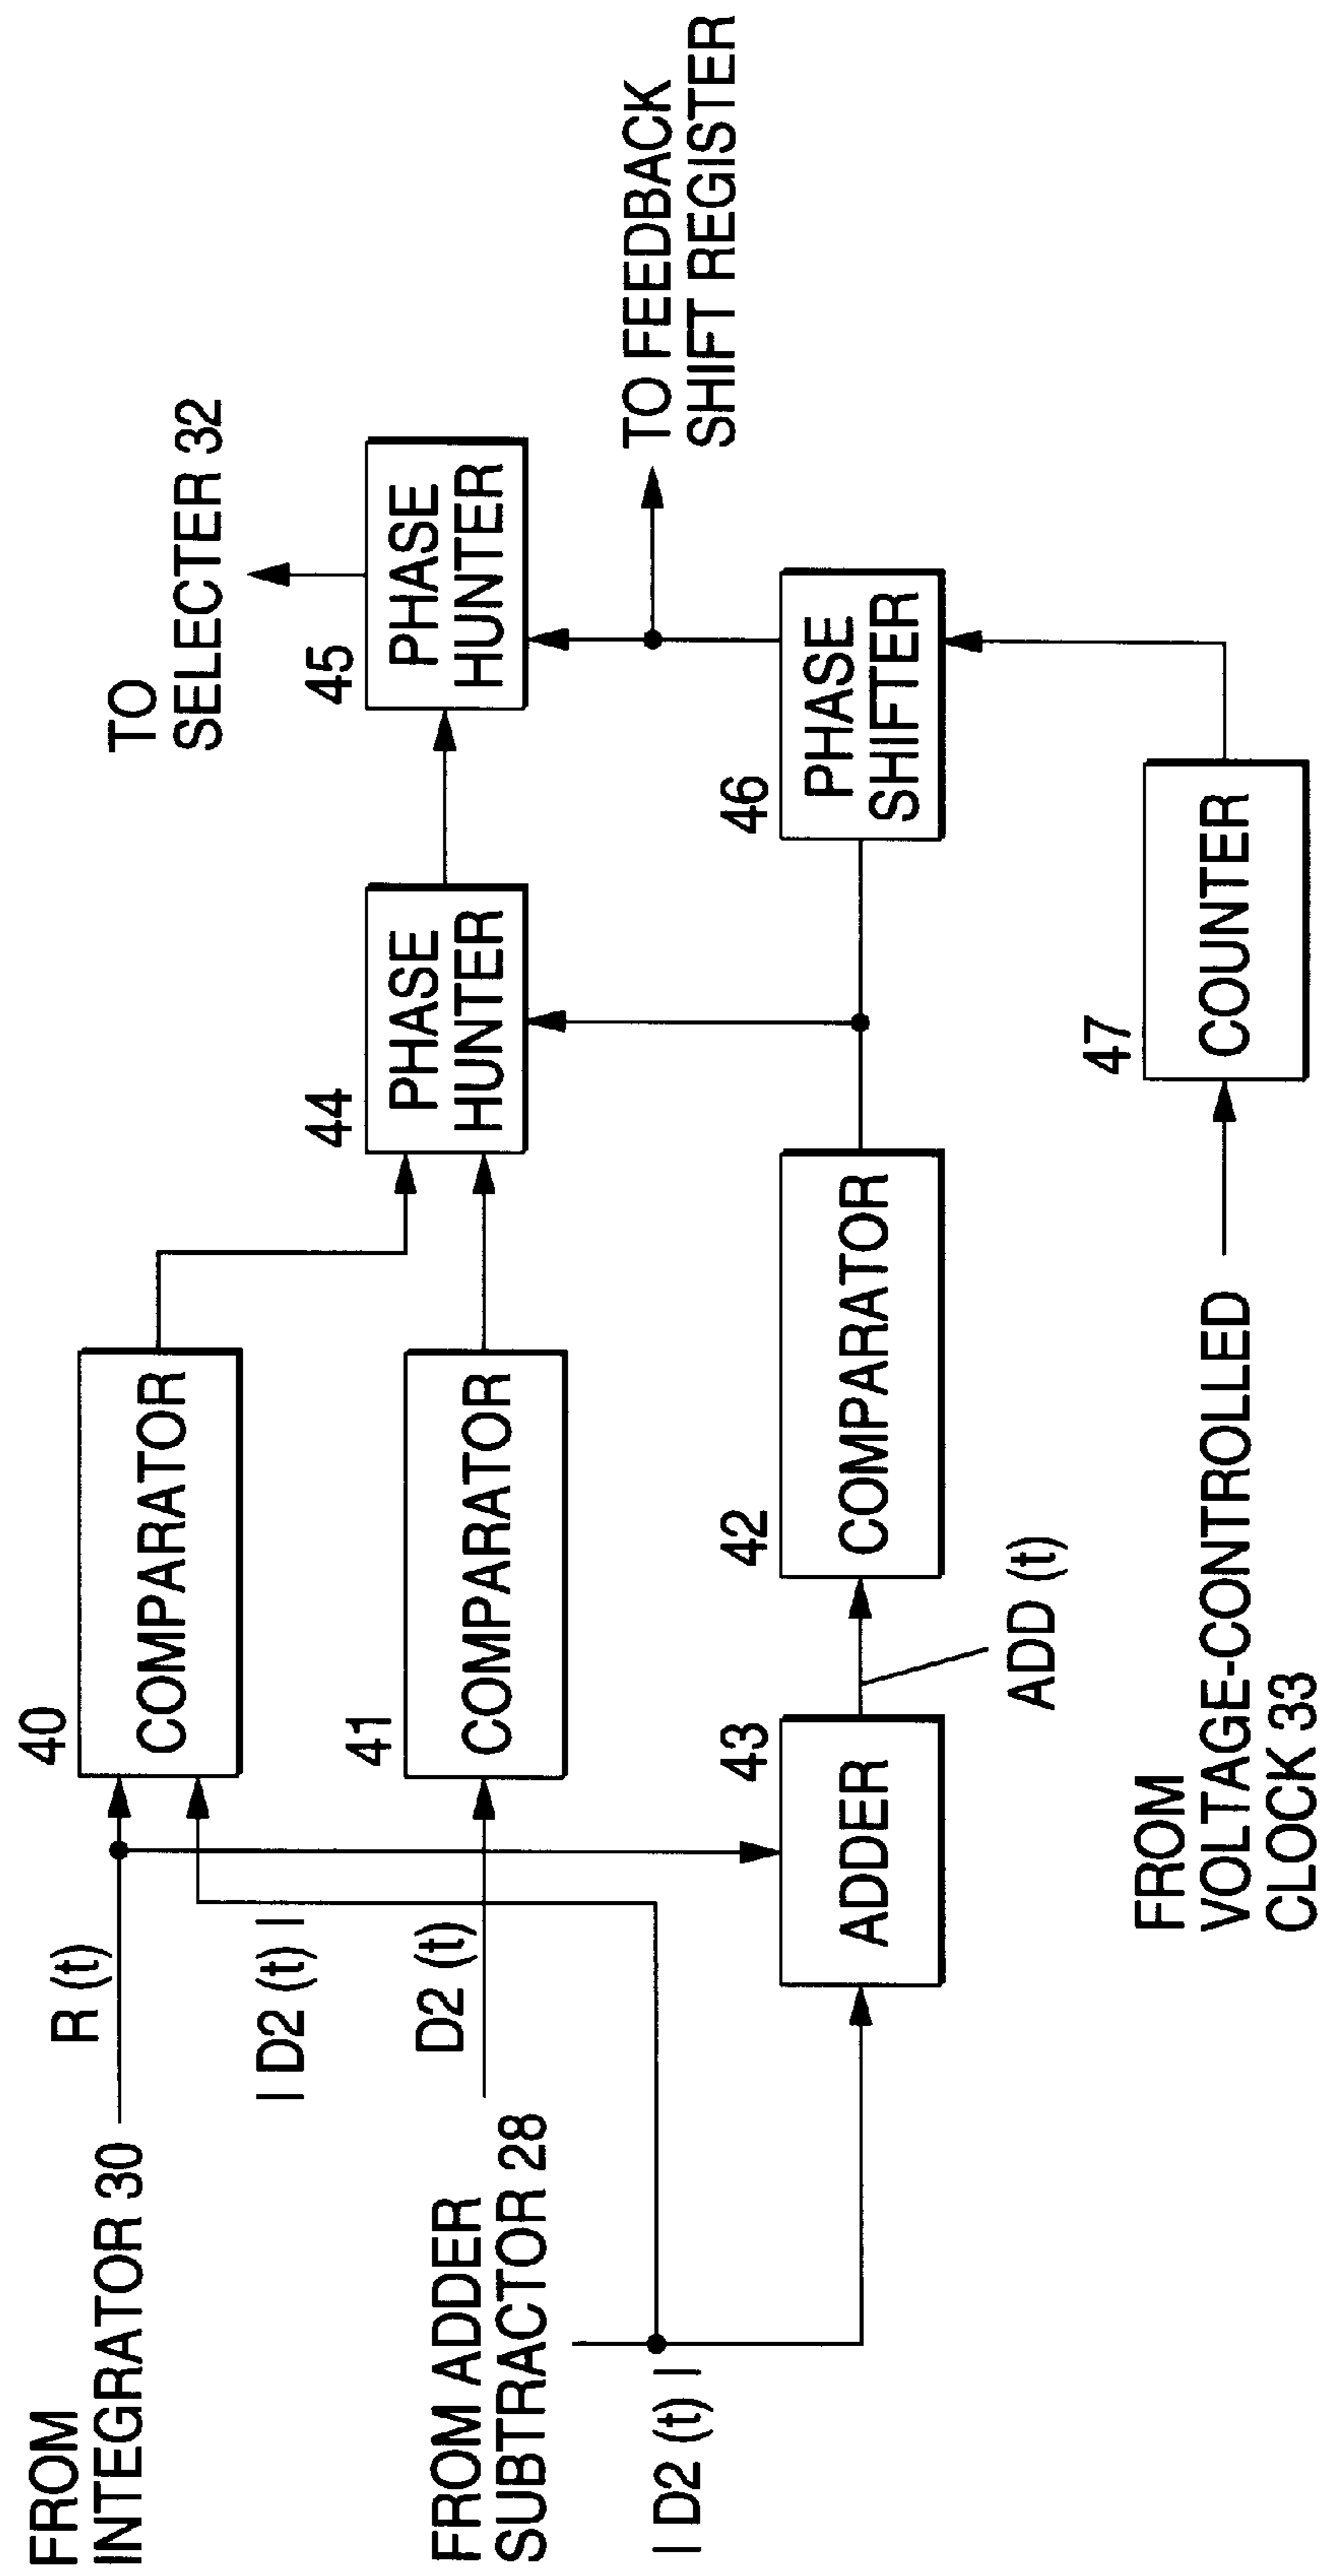 FROM
INTEGRATOR 30
R (t)
| D2 (t) |
40
COMPARATOR
FROM ADDER
SUBTRACTOR 28
D2 (t)
41
COMPARATOR
44
PHASE
HUNTER
45
PHASE
HUNTER
TO
SELECTER 32
| D2 (t) |
43
ADDER
ADD (t)
42
COMPARATOR
46
PHASE
SHIFTER
TO FEEDBACK
SHIFT REGISTER
FROM
VOLTAGE-CONTROLLED
CLOCK 33
47
COUNTER